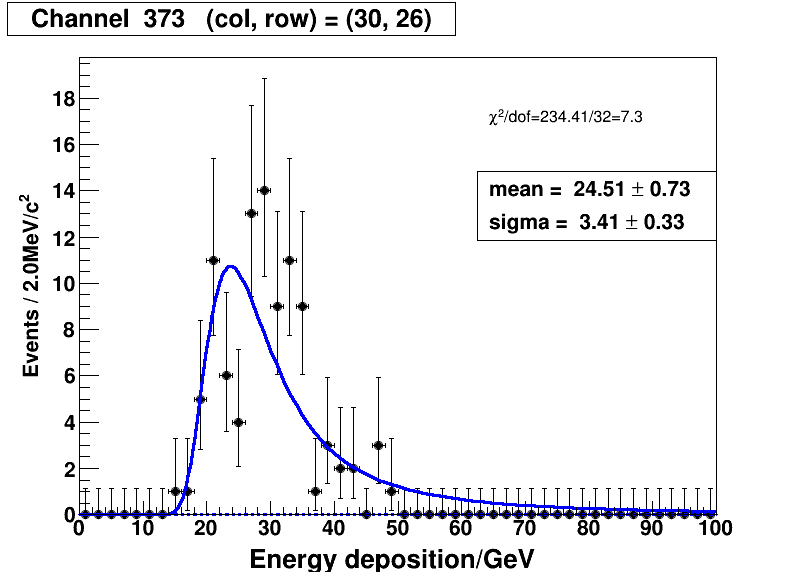 Channel 373 (col, row) = (30, 26)
χ²/dof=234.41/32=7.3
mean = 24.51 ± 0.73
sigma = 3.41 ± 0.33
Events / 2.0MeV/c²
18
16
14
12
10
8
6
4
2
0
0 10 20 30 40 50 60 70 80 90 100
Energy deposition/GeV